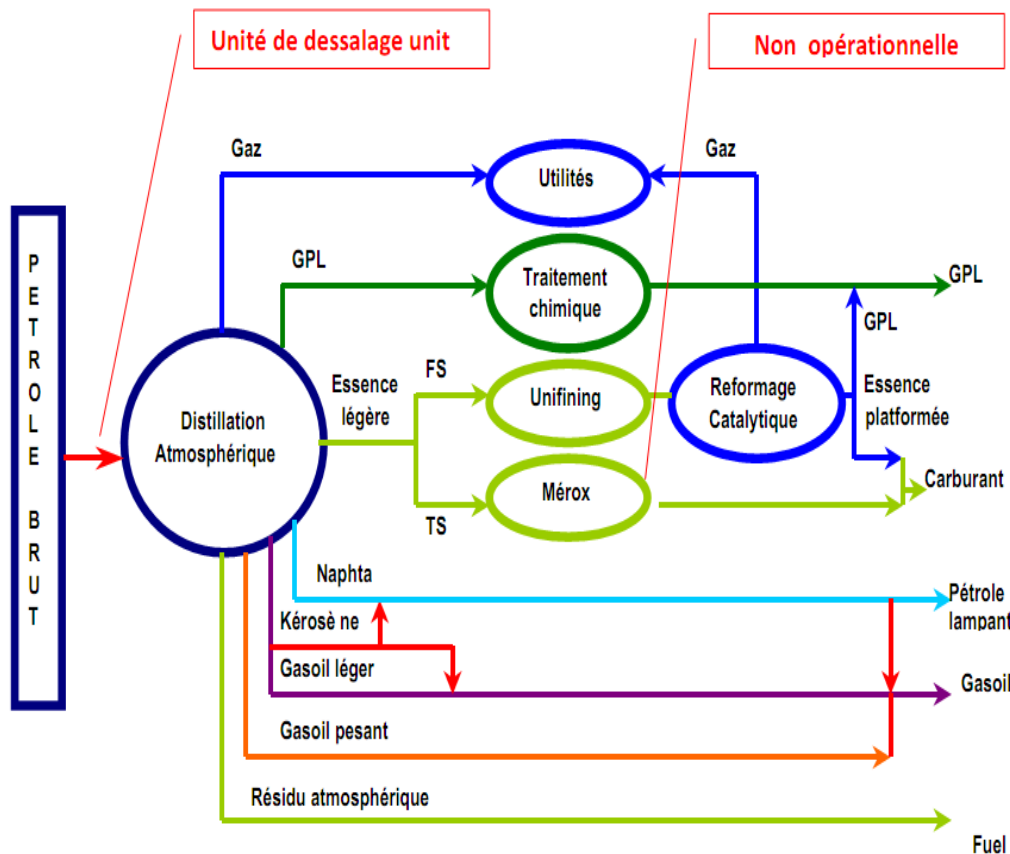 Unité de dessalage unit
Non opérationnelle
Gaz
Utilités
Gaz
PETROLE BRUT
GPL
Traitement
chimique
GPL
GPL
Essence
légère
FS
Unifining
Reformage
Catalytique
Essence
platformée
Distillation
Atmosphérique
Mérox
Carburant
TS
Naphta
Pétrole
lampant
Kérosè ne
Gasoil léger
Gasoil
Gasoil pesant
Résidu atmosphérique
Fuel